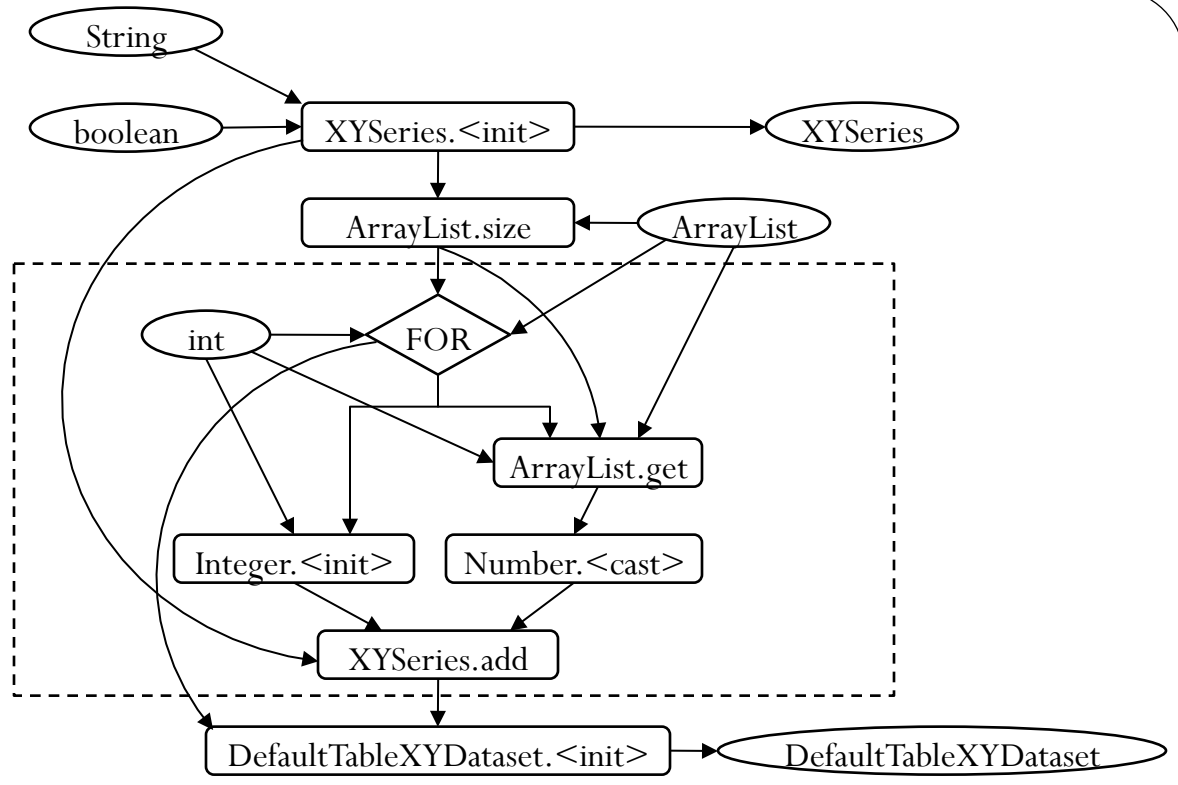 String
boolean
XYSeries.<init>
XYSeries
ArrayList.size
ArrayList
int
FOR
ArrayList.get
Integer.<init>
Number.<cast>
XYSeries.add
DefaultTableXYDataset.<init>
DefaultTableXYDataset